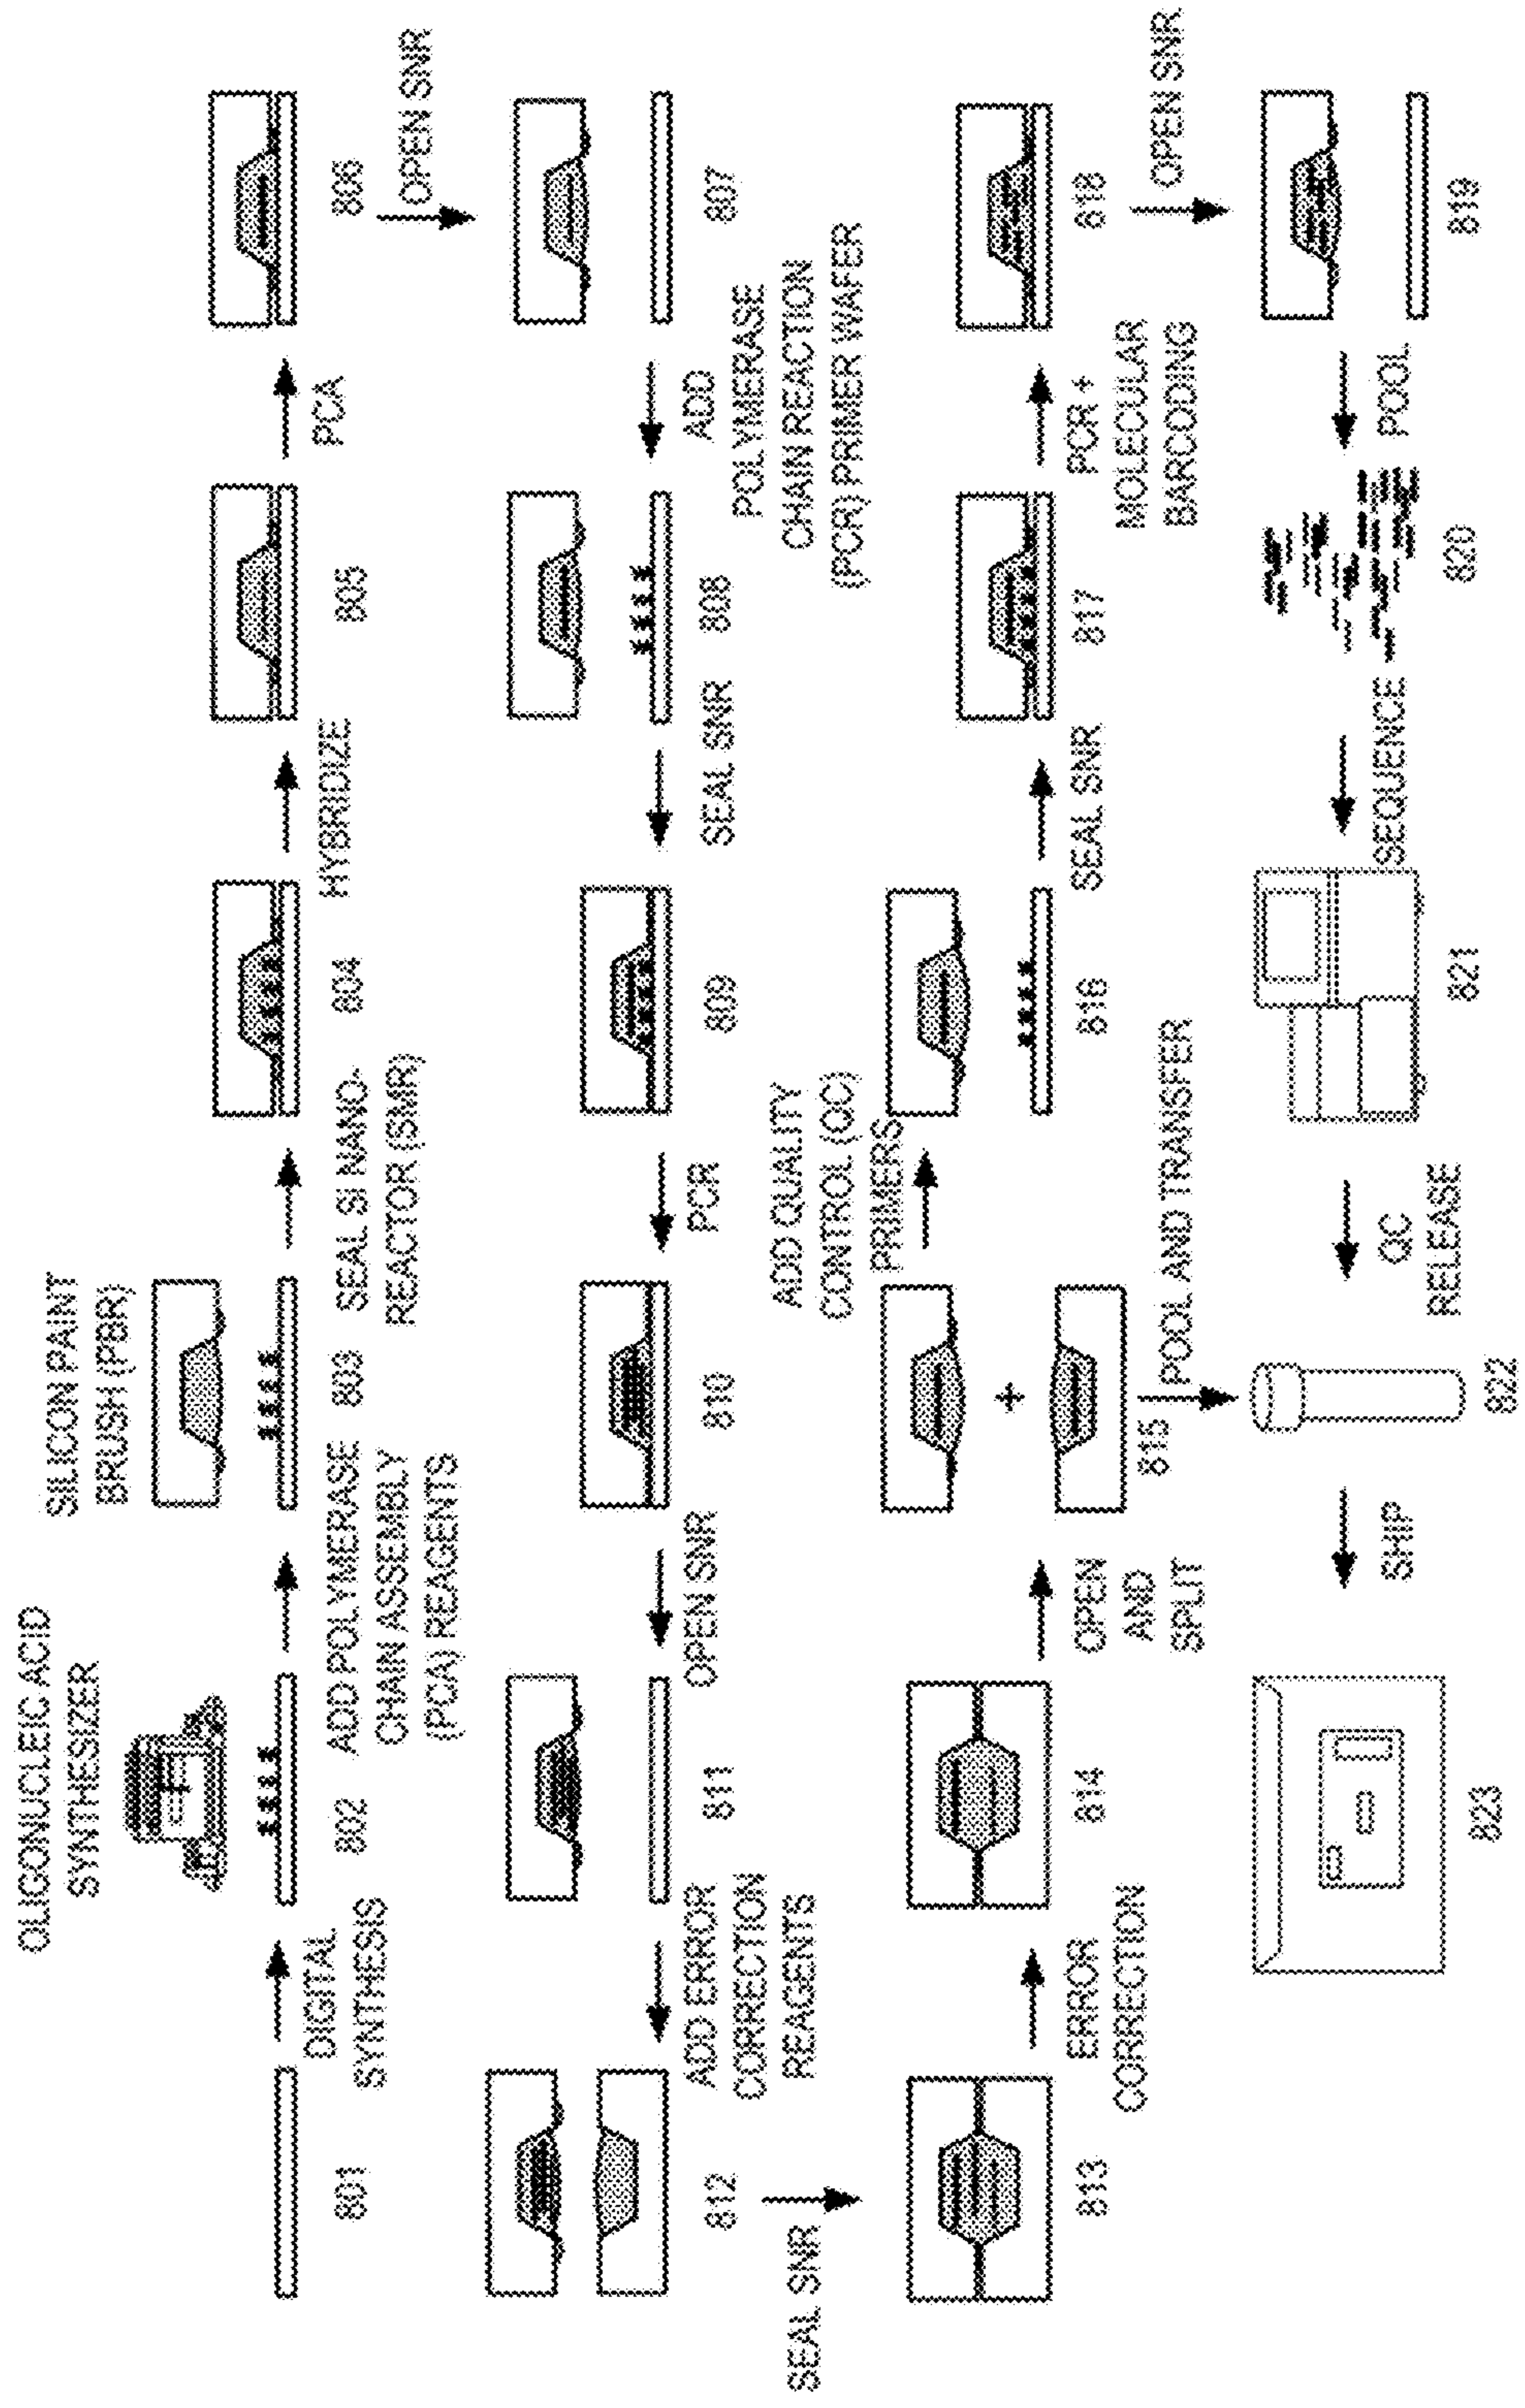 OLIGONUCLEIC ACID
SYNTHESIZER
SILICON PAINT
BRUSH (PBR)
801
DIGITAL
SYNTHESIS
802
ADD POLYMERASE
CHAIN ASSEMBLY
(PCA) REAGENTS
803
SEAL SI NANO-
REACTOR (SMR)
804
HYBRIDIZE
805
PCA
806
OPEN SNR
807
ADD
POLYMERASE
CHAIN REACTION
(PCR) PRIMER WAFER
808
SEAL SNR
809
PCR
810
OPEN SNR
811
ADD ERROR
CORRECTION
REAGENTS
812
SEAL SNR
813
ERROR
CORRECTION
814
OPEN
AND
SPLIT
815
ADD QUALITY
CONTROL (QC)
PRIMERS
816
SEAL SNR
817
PCR +
MOLECULAR
BARCODING
818
OPEN SNR
819
POOL
820
SEQUENCE
821
QC
RELEASE
POOL AND TRANSFER
822
SHIP
823